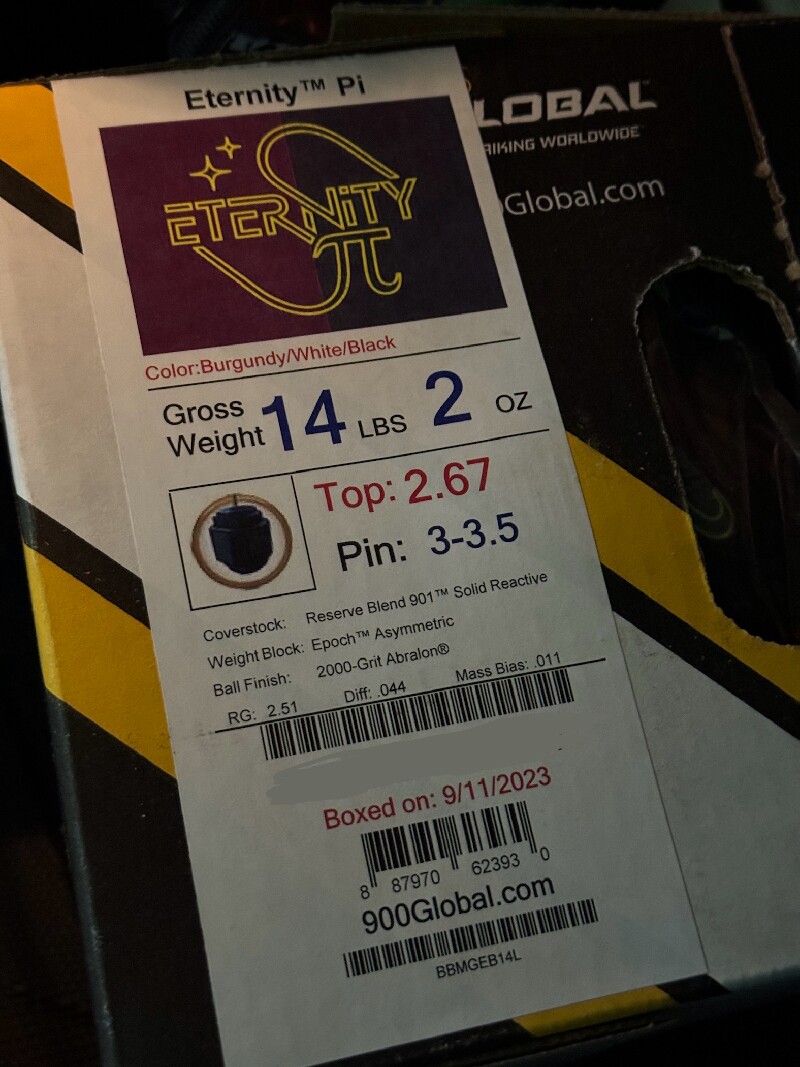 Eternity™ Pi
ETERNiTY
π
Color:Burgundy/White/Black
Gross Weight 14 LBS 2 OZ
Top: 2.67
Pin: 3-3.5
Coverstock: Reserve Blend 901™ Solid Reactive
Weight Block: Epoch™ Asymmetric
Ball Finish: 2000-Grit Abralon®
RG: 2.51 Diff: .044 Mass Bias: .011
Boxed on: 9/11/2023
8 87970 62393 0
900Global.com
BBMGEB14L
LOBAL™
RIKING WORLDWIDE™
0Global.com